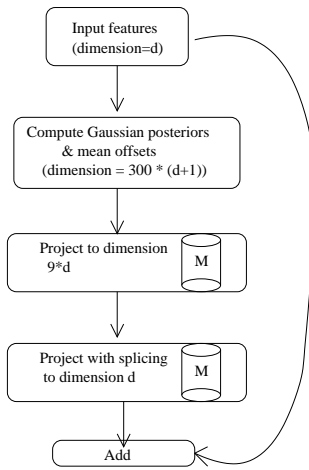 Input features
(dimension=d)
Compute Gaussian posteriors
& mean offsets
(dimension = 300 * (d+1))
Project to dimension
9*d
M
Project with splicing
to dimension d
M
Add